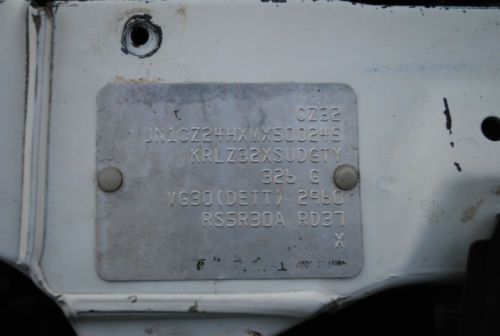 CZ32
JN1CZ24HXMX500245
KRLZ32XSUDGTY
326 G
VG30(DETT) 2960
RS5R30A RD37
X